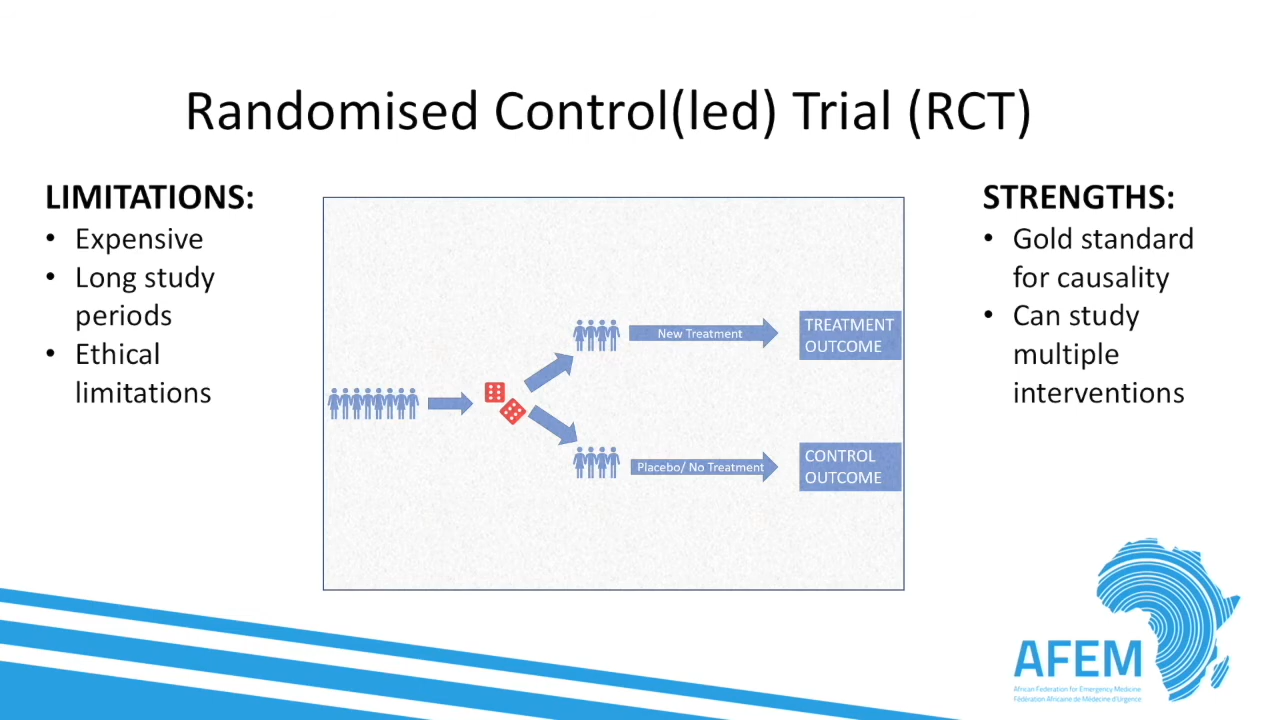 Randomised Control(led) Trial (RCT)
LIMITATIONS:
• Expensive
• Long study
periods
• Ethical
limitations
New Treatment
TREATMENT
OUTCOME
Placebo/ No Treatment
CONTROL
OUTCOME
STRENGTHS:
• Gold standard
for causality
• Can study
multiple
interventions
AFEM
African Federation for Emergency Medicine
Fédération Africaine de Médecine d'Urgence